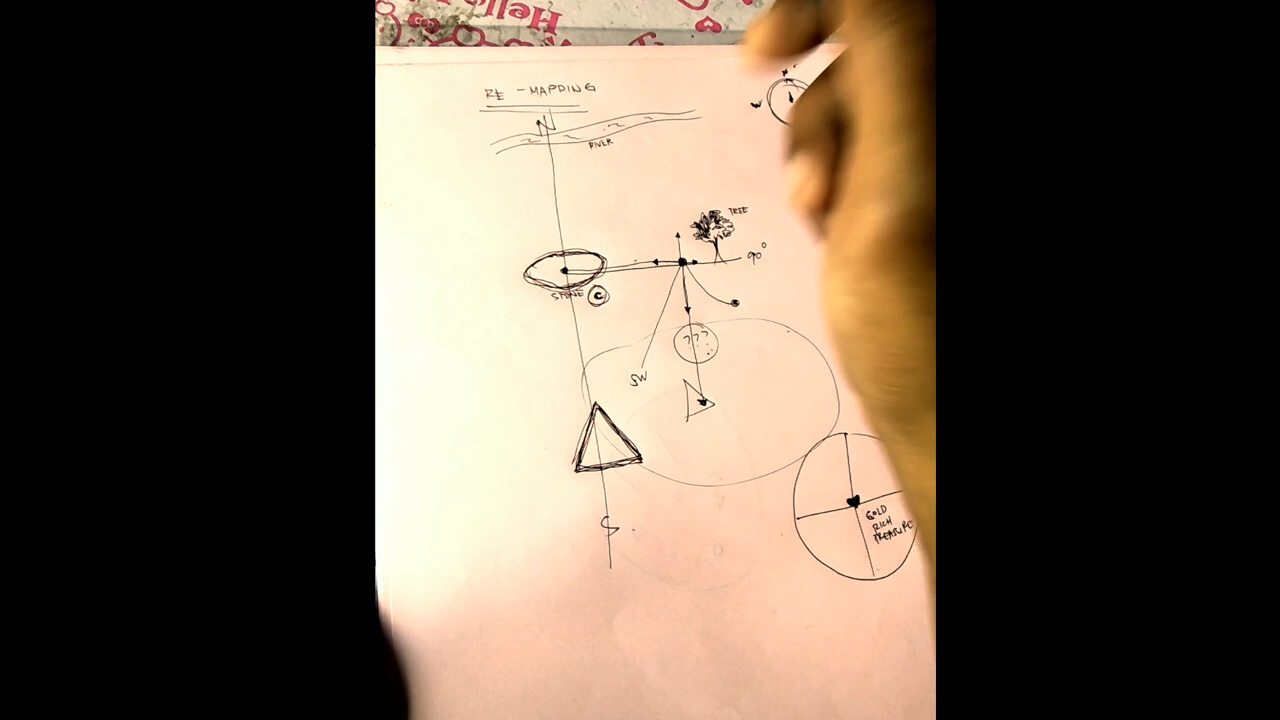 Hello
RE-MAPPING
N
N
W
RIVER
TREE
90°
STONE C
???
SW
GOLD
RICH
TREASURE
S